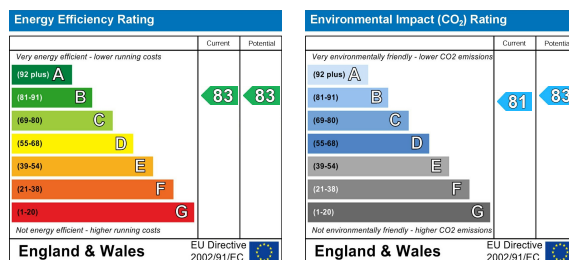 Energy Efficiency Rating
Current Potential
Very energy efficient - lower running costs
(92 plus) A
(81-91) B
83 83
(69-80) C
(55-68) D
(39-54) E
(21-38) F
(1-20) G
Not energy efficient - higher running costs
England & Wales
EU Directive
2002/91/EC
Environmental Impact (CO₂) Rating
Current Potential
Very environmentally friendly - lower CO2 emissions
(92 plus) A
(81-91) B
81 83
(69-80) C
(55-68) D
(39-54) E
(21-38) F
(1-20) G
Not environmentally friendly - higher CO2 emissions
England & Wales
EU Directive
2002/91/EC